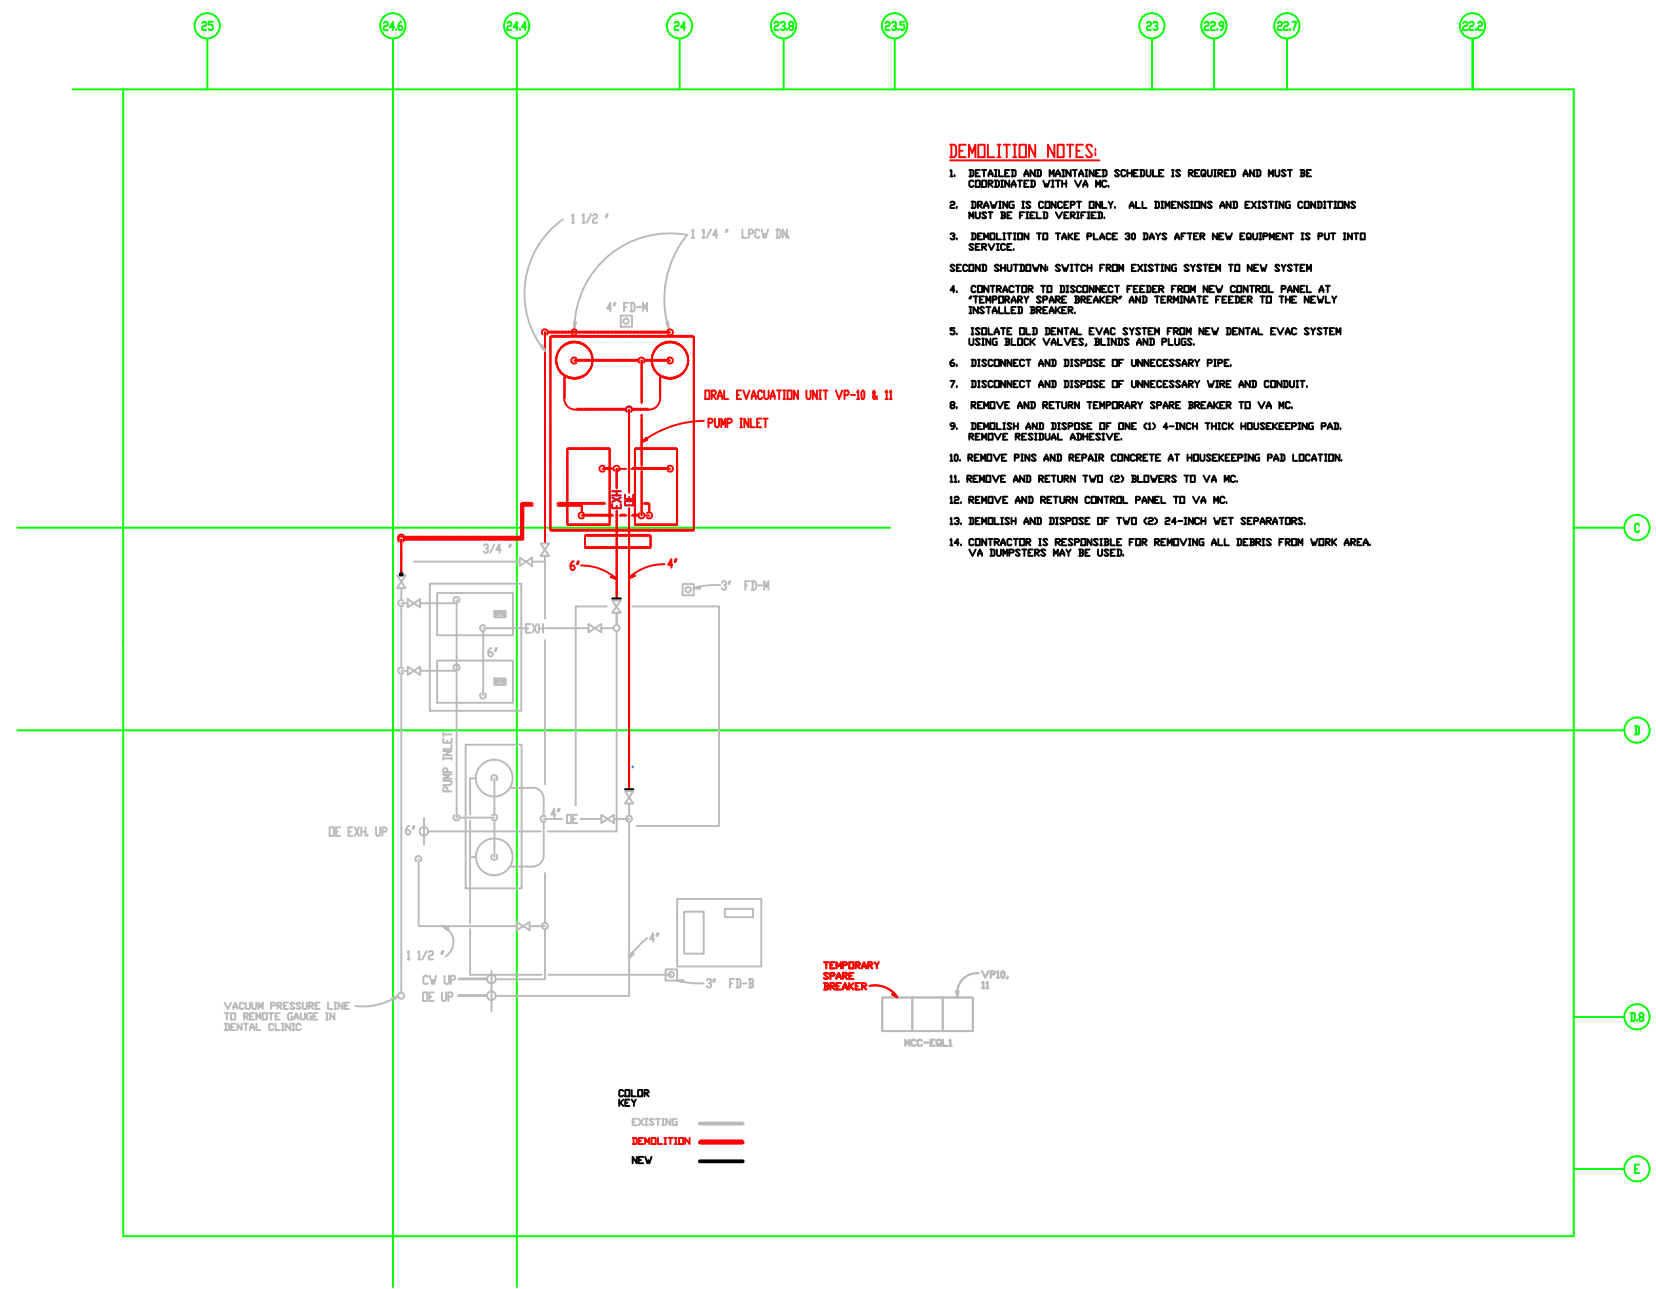 25 24.6 24.4 24 23.8 23.5 23 22.9 22.7 22.2
DEMOLITION NOTES:
1. DETAILED AND MAINTAINED SCHEDULE IS REQUIRED AND MUST BE
COORDINATED WITH VA MC.
2. DRAWING IS CONCEPT ONLY. ALL DIMENSIONS AND EXISTING CONDITIONS
MUST BE FIELD VERIFIED.
3. DEMOLITION TO TAKE PLACE 30 DAYS AFTER NEW EQUIPMENT IS PUT INTO
SERVICE.
SECOND SHUTDOWN: SWITCH FROM EXISTING SYSTEM TO NEW SYSTEM
4. CONTRACTOR TO DISCONNECT FEEDER FROM NEW CONTROL PANEL AT
"TEMPORARY SPARE BREAKER" AND TERMINATE FEEDER TO THE NEWLY
INSTALLED BREAKER.
5. ISOLATE OLD DENTAL EVAC SYSTEM FROM NEW DENTAL EVAC SYSTEM
USING BLOCK VALVES, BLINDS AND PLUGS.
6. DISCONNECT AND DISPOSE OF UNNECESSARY PIPE.
7. DISCONNECT AND DISPOSE OF UNNECESSARY WIRE AND CONDUIT.
8. REMOVE AND RETURN TEMPORARY SPARE BREAKER TO VA MC.
9. DEMOLISH AND DISPOSE OF ONE (1) 4-INCH THICK HOUSEKEEPING PAD.
REMOVE RESIDUAL ADHESIVE.
10. REMOVE PINS AND REPAIR CONCRETE AT HOUSEKEEPING PAD LOCATION.
11. REMOVE AND RETURN TWO (2) BLOWERS TO VA MC.
12. REMOVE AND RETURN CONTROL PANEL TO VA MC.
13. DEMOLISH AND DISPOSE OF TWO (2) 24-INCH WET SEPARATORS.
14. CONTRACTOR IS RESPONSIBLE FOR REMOVING ALL DEBRIS FROM WORK AREA.
VA DUMPSTERS MAY BE USED.
1 1/2 "
1 1/4 " LPCW DN.
4" FD-M
ORAL EVACUATION UNIT VP-10 & 11
PUMP INLET
EXH
OE
C
3/4 "
6"
4"
3" FD-M
EXH
6"
D
PUMP INLET
4"
OE
OE EXH. UP 6"
1 1/2 "
4"
CW UP
OE UP
3" FD-B
VACUUM PRESSURE LINE
TO REMOTE GAUGE IN
DENTAL CLINIC
TEMPORARY
SPARE
BREAKER
VP10,
11
MCC-EQL1
D.8
COLOR
KEY
EXISTING
DEMOLITION
NEW
E